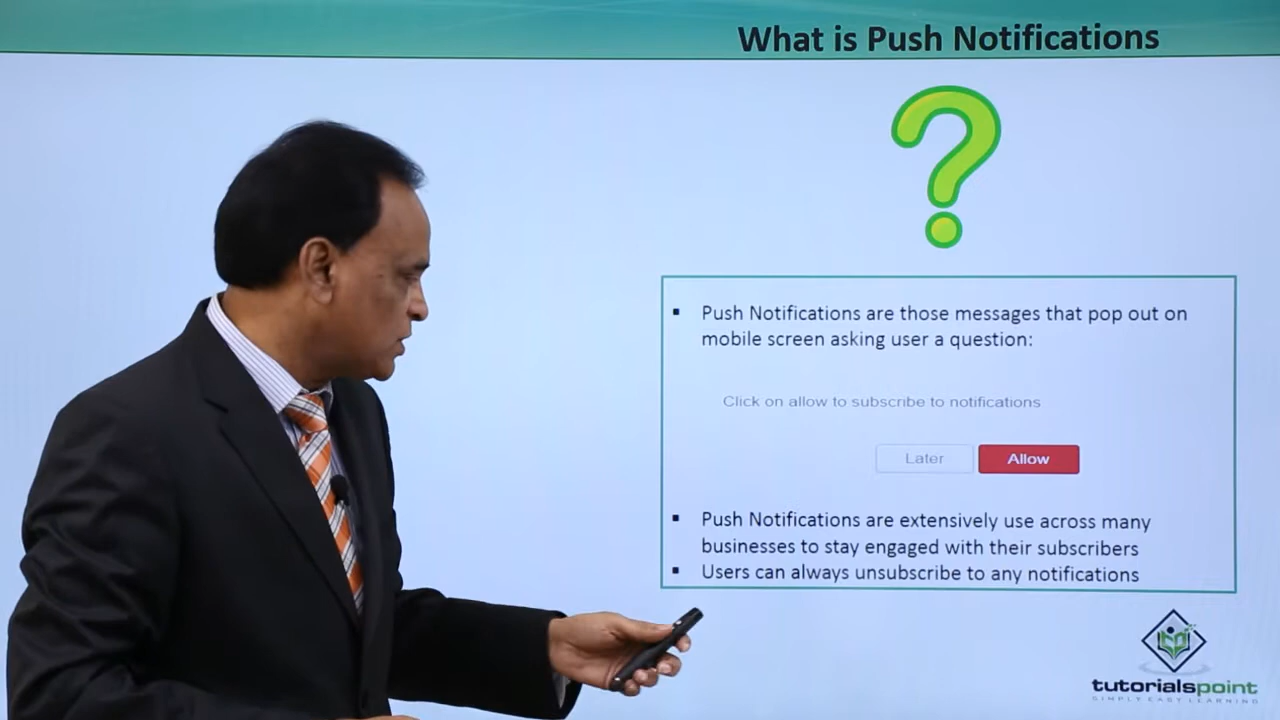 What is Push Notifications
Push Notifications are those messages that pop out on
mobile screen asking user a question:
Click on allow to subscribe to notifications
Later
Allow
Push Notifications are extensively use across many
businesses to stay engaged with their subscribers
Users can always unsubscribe to any notifications
tutorialspoint
SIMPLY EASY LEARNING